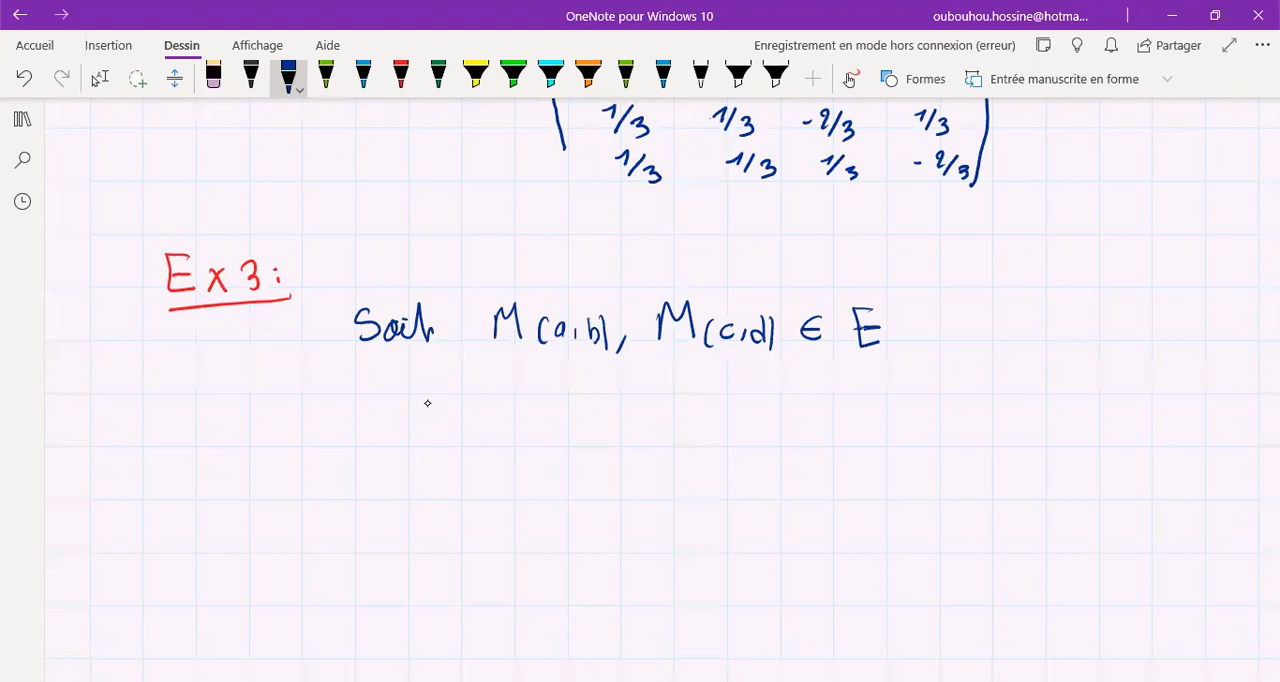 OneNote pour Windows 10
oubouhou.hossine@hotma...
Accueil Insertion Dessin Affichage Aide
Enregistrement en mode hors connexion (erreur)
Partager
Formes
Entrée manuscrite en forme
1/3 1/3 -2/3 1/3
1/3 1/3 1/3 -2/3
Ex 3:
Soit M(a,b), M(c,d) ∈ E